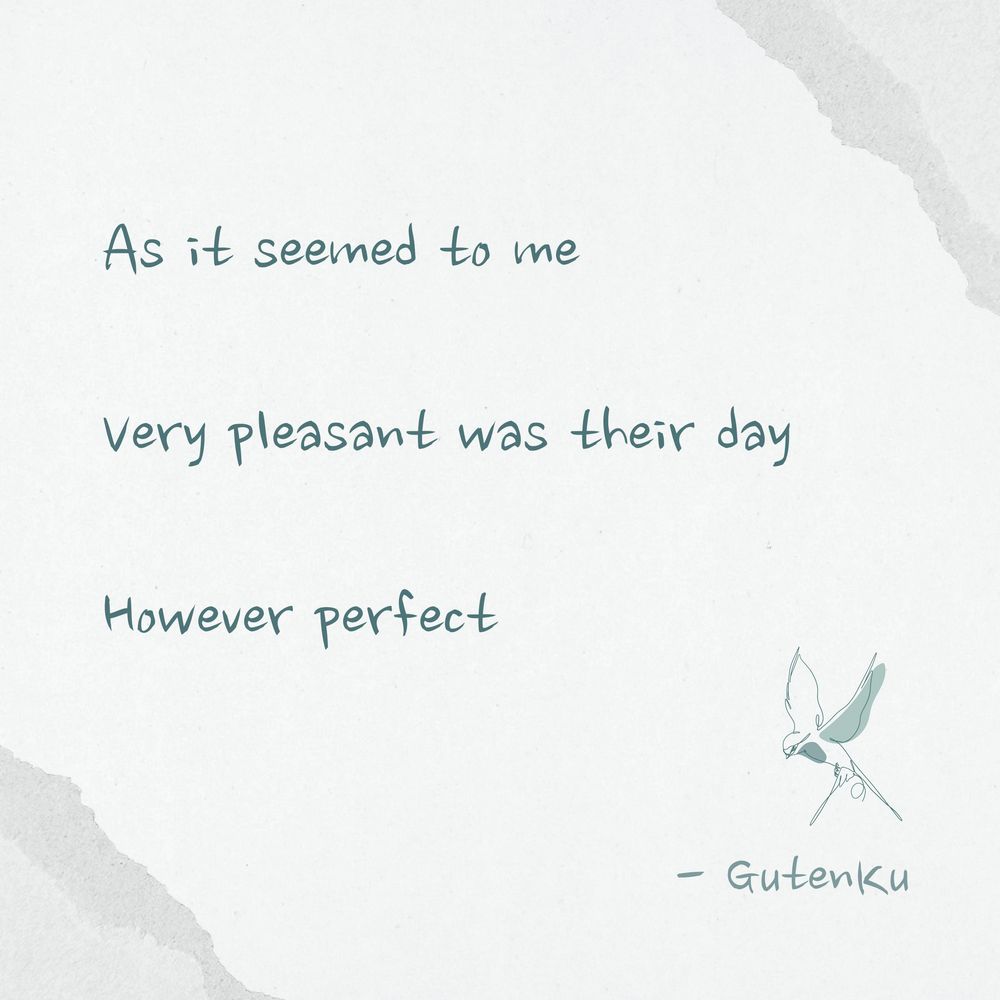 As it seemed to me
Very pleasant was their day
However perfect
- GutenKu